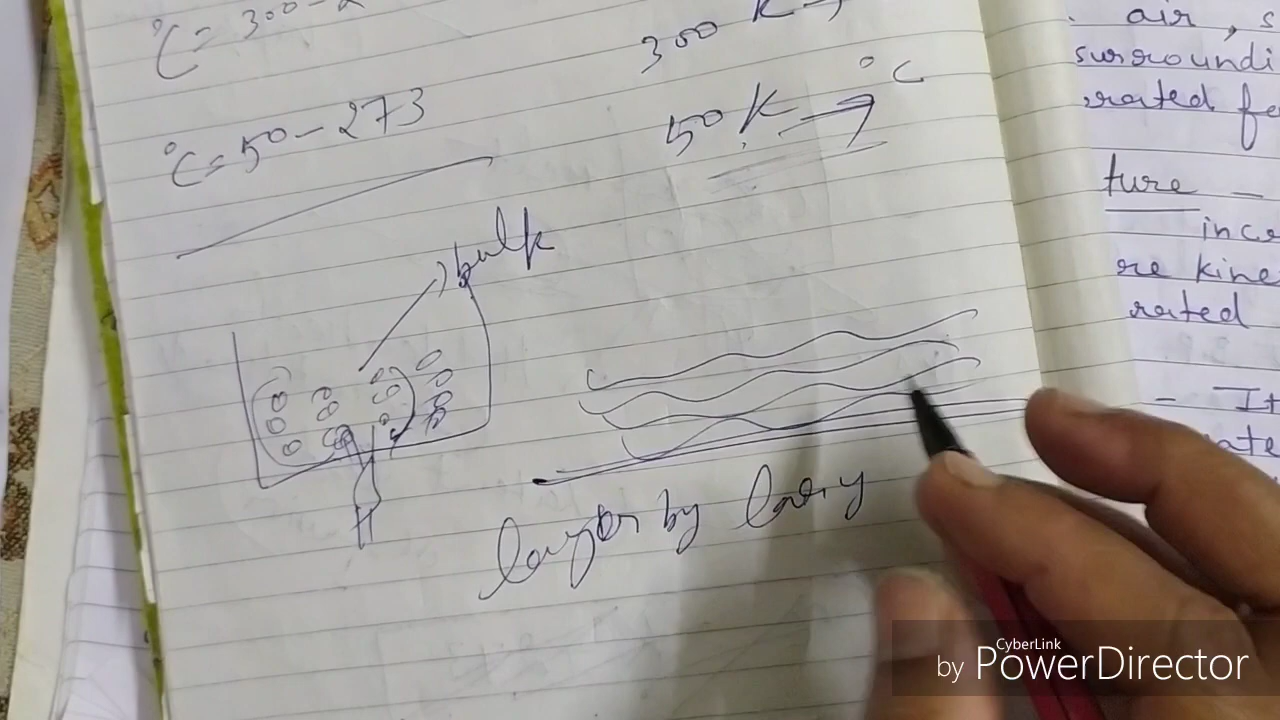 °C = 300 - 2
300 K →
°C = 50 - 273
50 K → °C
bulk
layer by
air, s
surroundi
rated fe
ture -
inc
re kine
rated
- It
ate
CyberLink
by PowerDirector